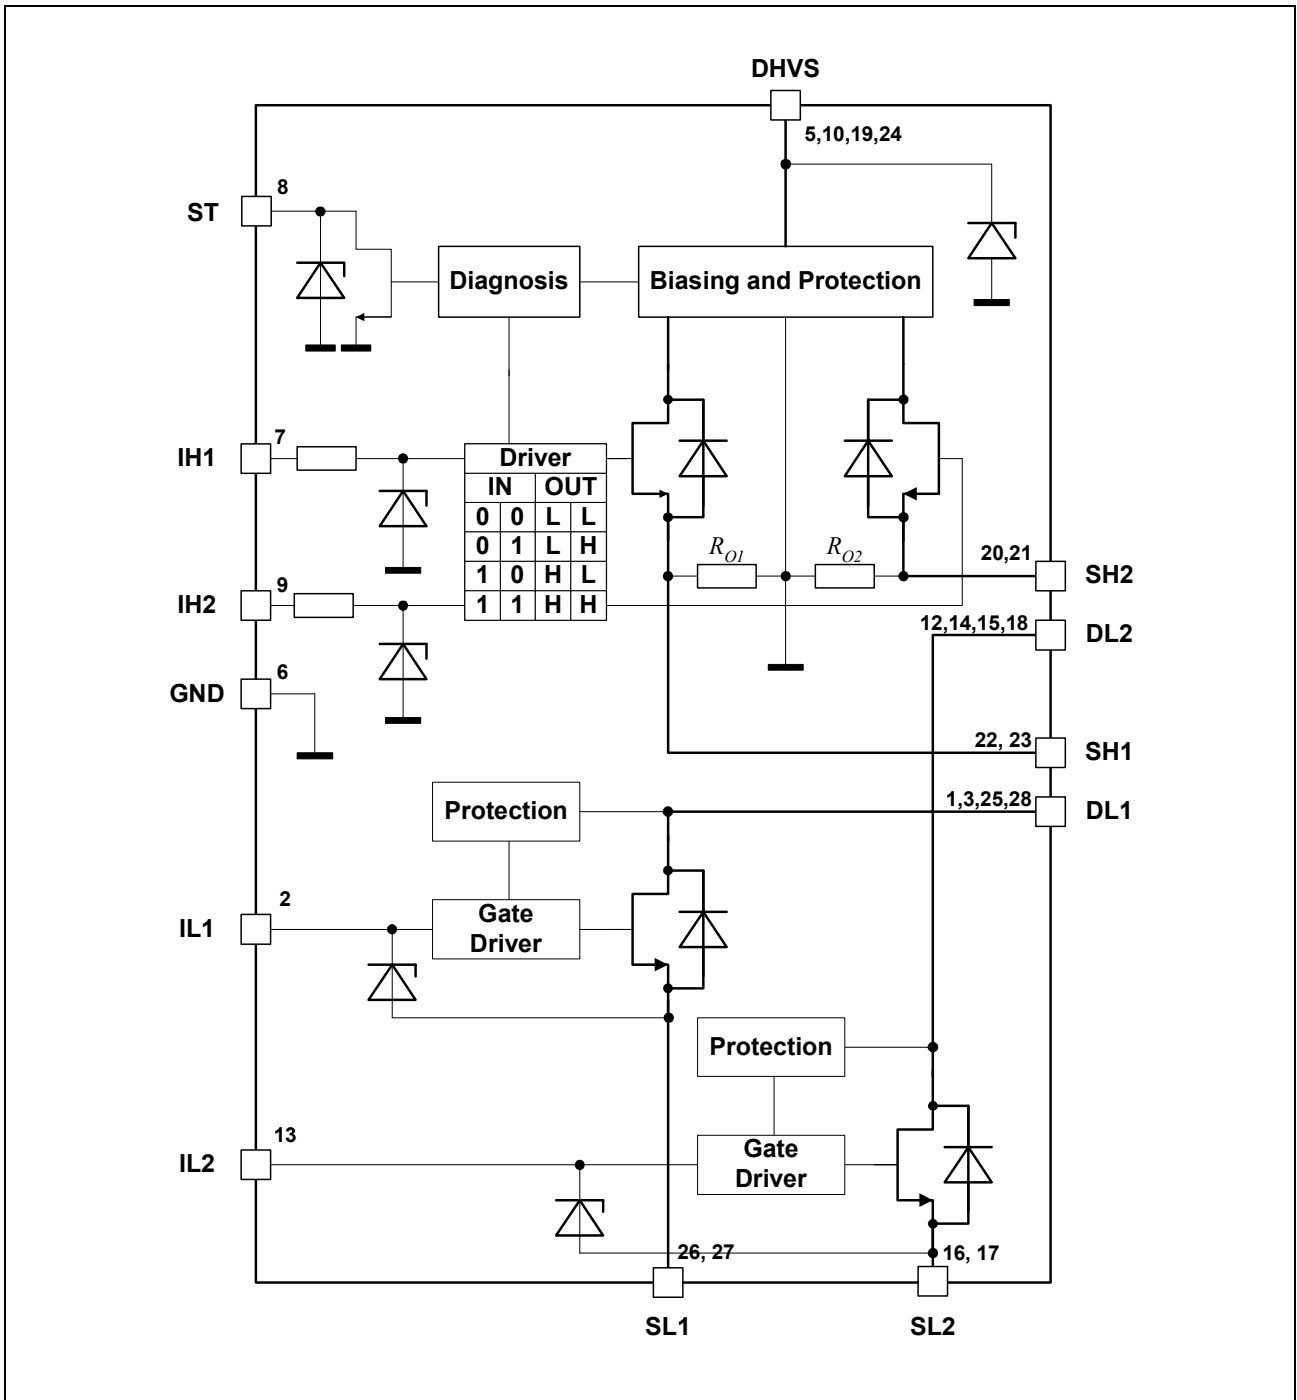 DHVS
5,10,19,24
8
ST
Diagnosis
Biasing and Protection
7
IH1
Driver
IN OUT
0 0 L L
0 1 L H
1 0 H L
1 1 H H
RO1
RO2
20,21
SH2
9
IH2
12,14,15,18
DL2
6
GND
22, 23
SH1
Protection
1,3,25,28
DL1
2
IL1
Gate
Driver
Protection
13
IL2
Gate
Driver
26, 27
16, 17
SL1
SL2